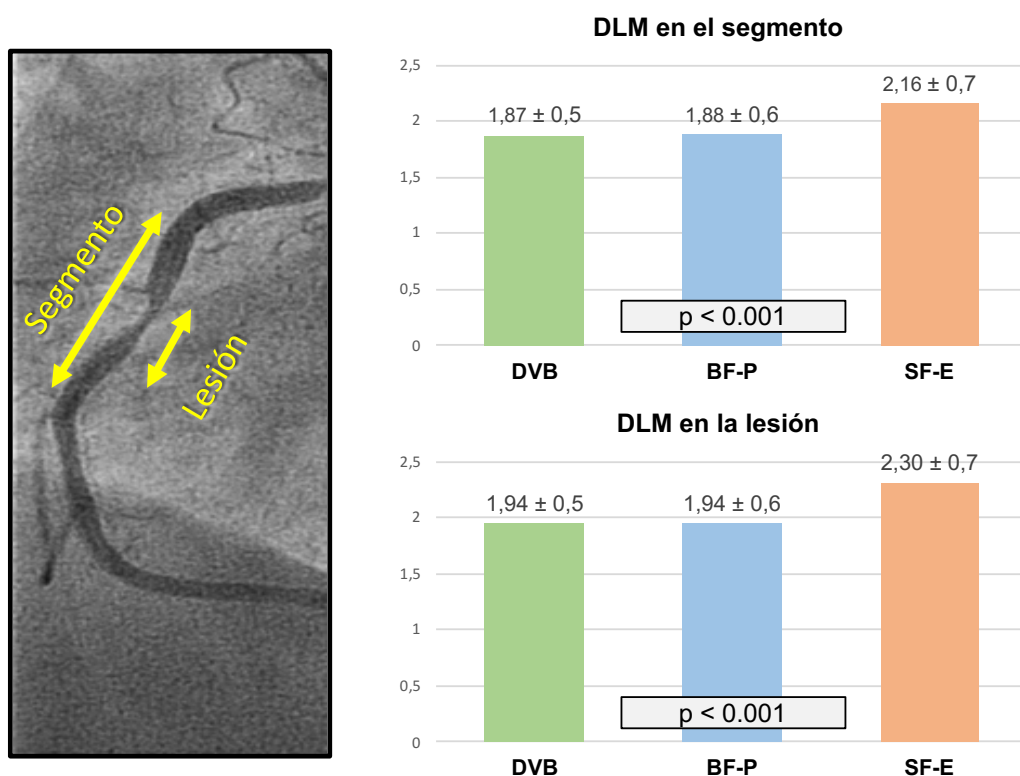 Segmento
Lesión
DLM en el segmento
2,5
2
1,5
1
0,5
0
1,87 ± 0,5
1,88 ± 0,6
2,16 ± 0,7
p < 0.001
DVB
BF-P
SF-E
DLM en la lesión
2,5
2
1,5
1
0,5
0
1,94 ± 0,5
1,94 ± 0,6
2,30 ± 0,7
p < 0.001
DVB
BF-P
SF-E